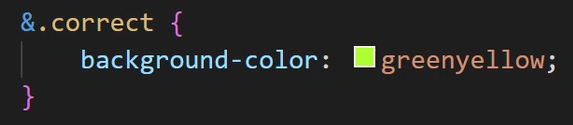 &.correct {
    background-color: greenyellow;
}